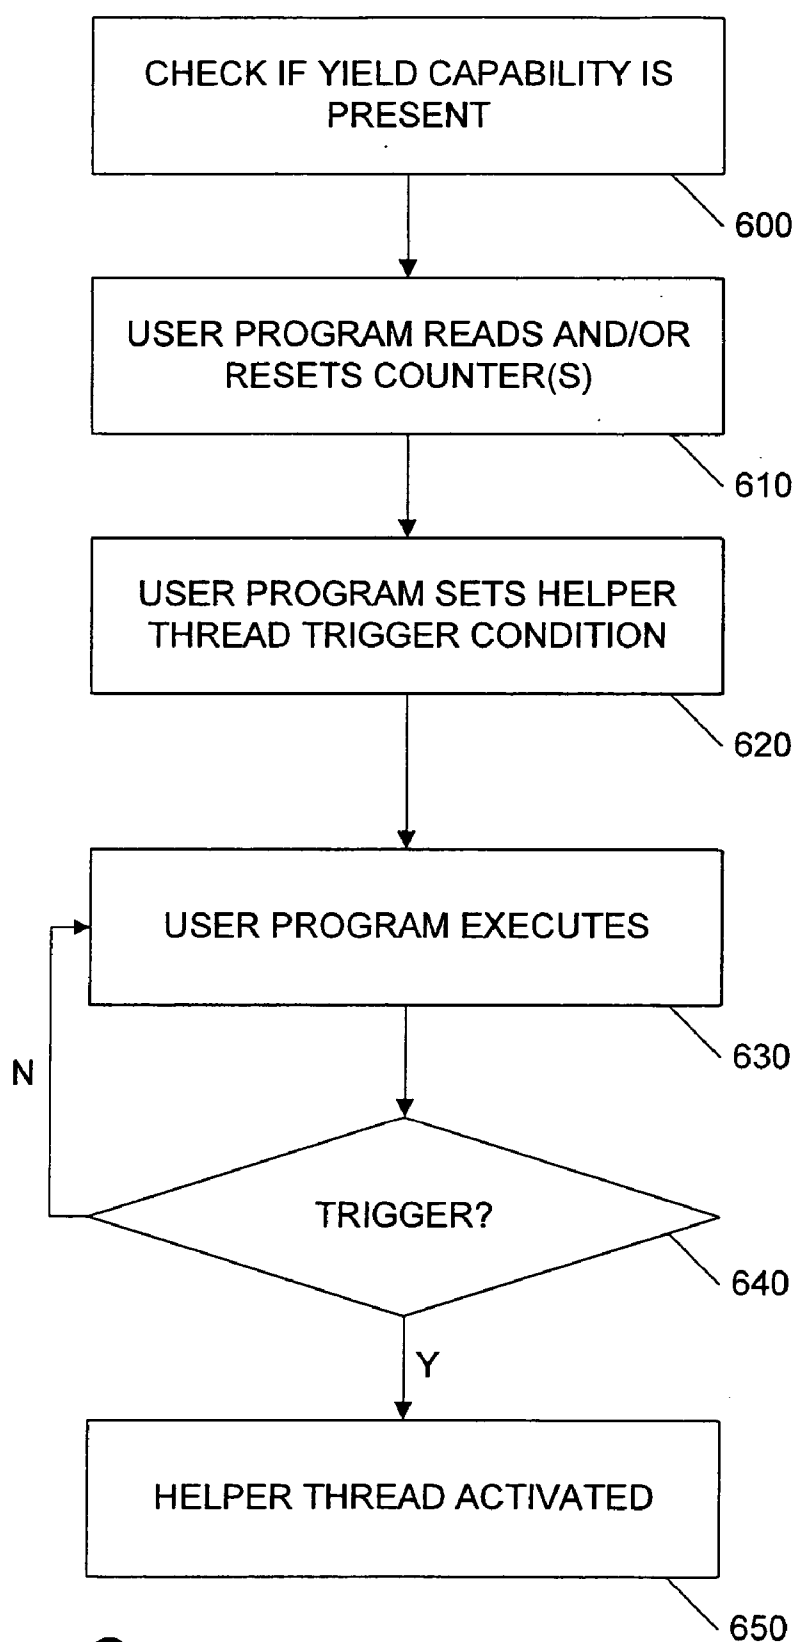 CHECK IF YIELD CAPABILITY IS
PRESENT
600
USER PROGRAM READS AND/OR
RESETS COUNTER(S)
610
USER PROGRAM SETS HELPER
THREAD TRIGGER CONDITION
620
USER PROGRAM EXECUTES
630
N
TRIGGER?
640
Y
HELPER THREAD ACTIVATED
650